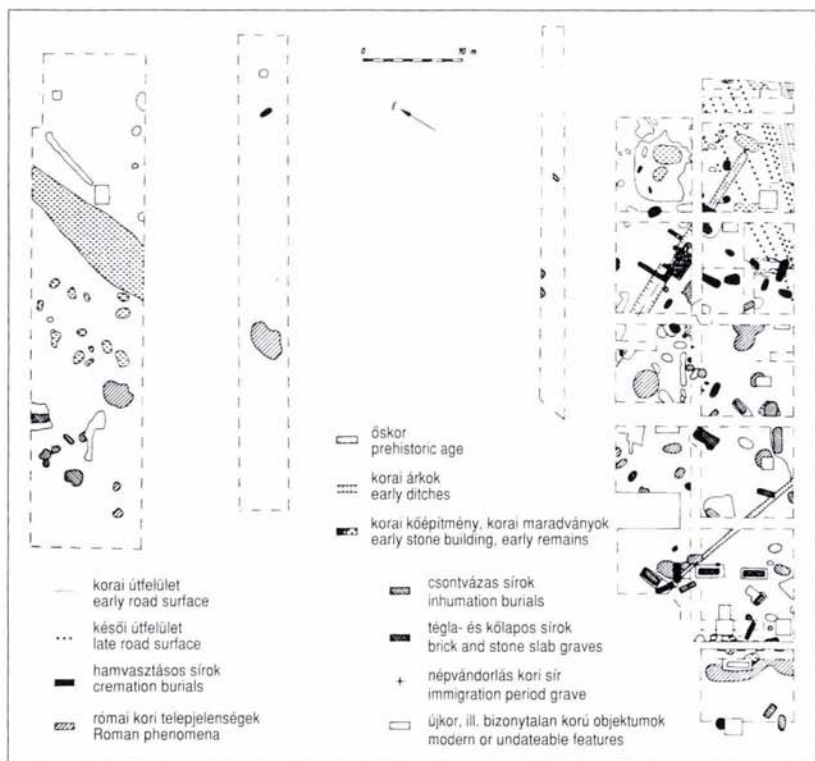 0 10 m
É
őskor
prehistoric age
korai árkok
early ditches
korai kőépítmény, korai maradványok
early stone building, early remains
korai útfelület
early road surface
késői útfelület
late road surface
hamvasztásos sírok
cremation burials
római kori telepjelenségek
Roman phenomena
csontvázas sírok
inhumation burials
tégla- és kőlapos sírok
brick and stone slab graves
népvándorlás kori sír
immigration period grave
újkor, ill. bizonytalan korú objektumok
modern or undateable features